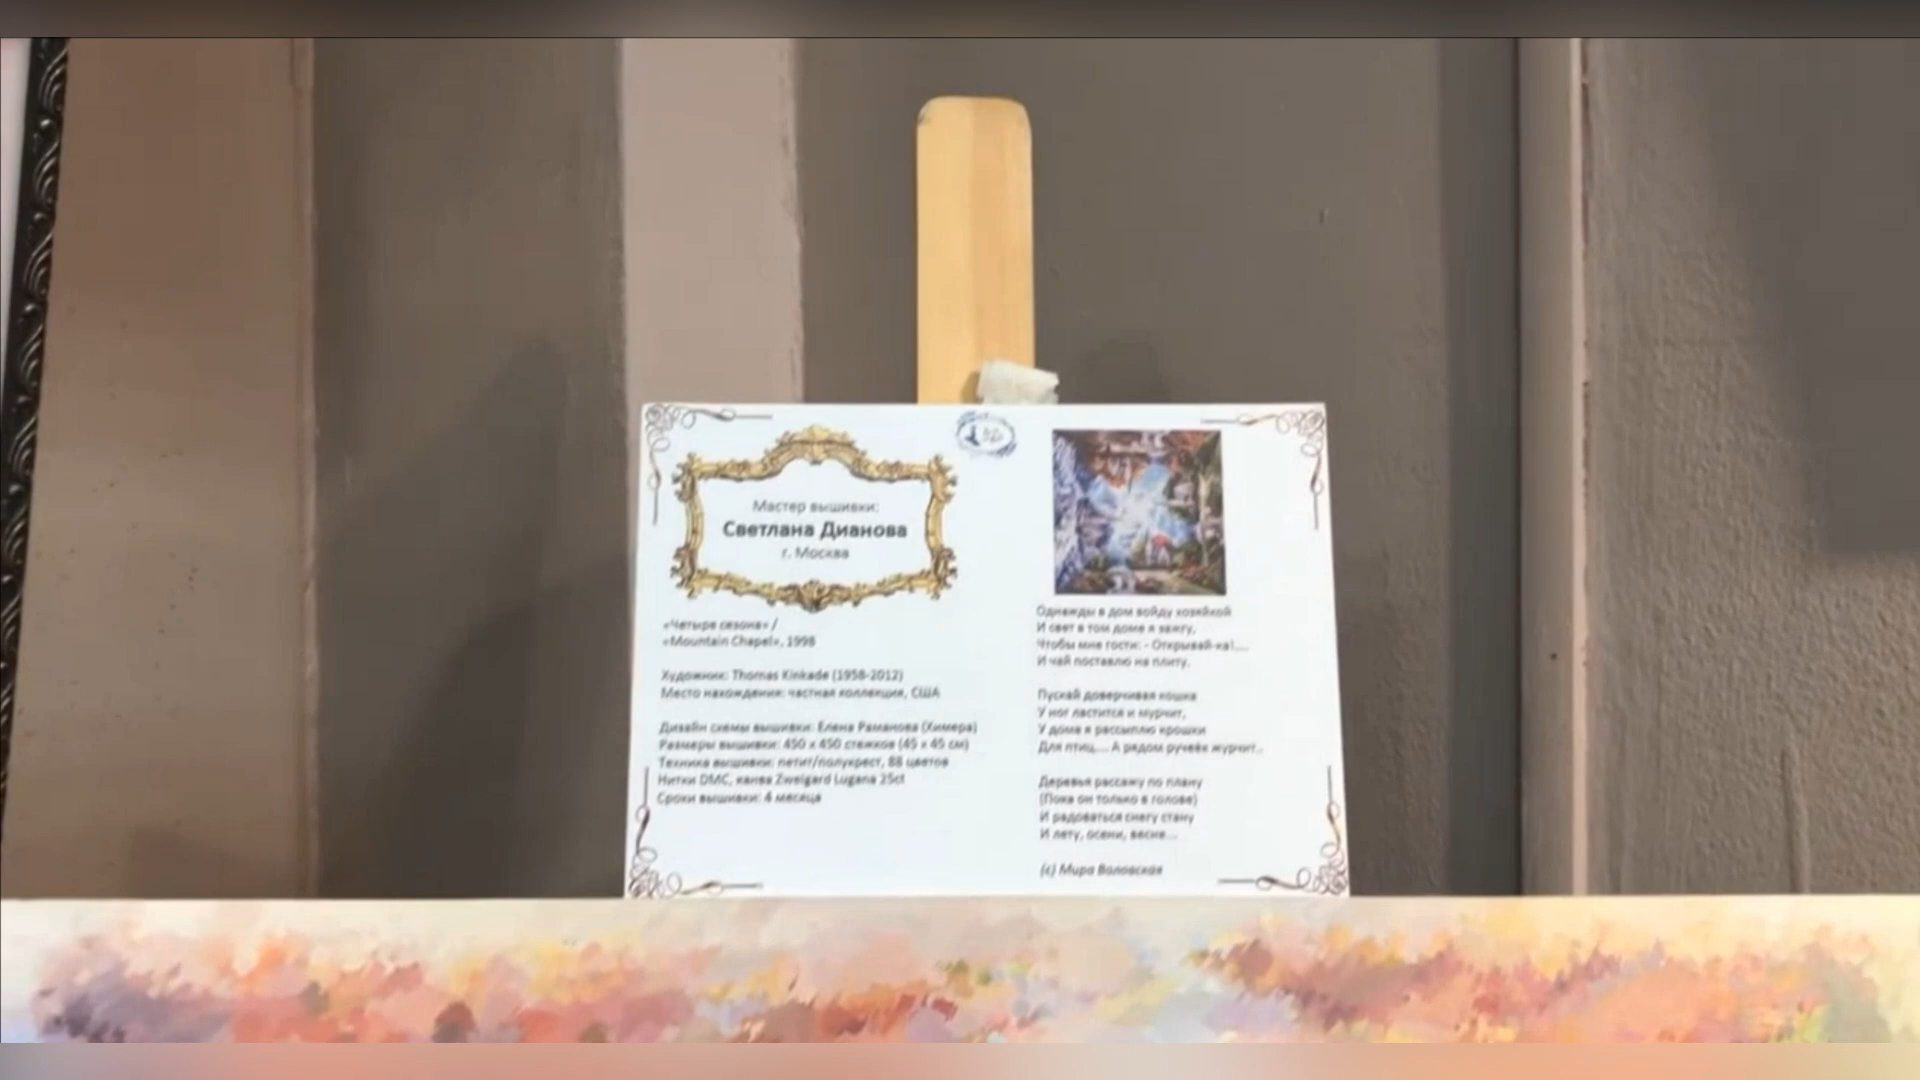 Мастер вышивки:
Светлана Дианова
г. Москва
«Четыре сезона» /
«Mountain Chapel», 1998
Художник: Thomas Kinkade (1958-2012)
Место нахождения: частная коллекция, США
Дизайн схемы вышивки: Елена Раманова (Химера)
Размеры вышивки: 450 х 450 стежков (45 х 45 см)
Техника вышивки: петит/полукрест, 88 цветов
Нитки DMC, канва Zweigard Lugana 25ct
Сроки вышивки: 4 месяца
Однажды в дом войду хозяйкой
И свет в том доме я зажгу,
Чтобы мне гости: - Открывай-ка!....
И чай поставлю на плиту.
Пускай доверчивая кошка
У ног ластится и мурчит,
У дома я рассыплю крошки
Для птиц.... А рядом ручеёк журчит..
Деревья рассажу по плану
(Пока он только в голове)
И радоваться снегу стану
И лету, осени, весне...
(с) Мира Воловская